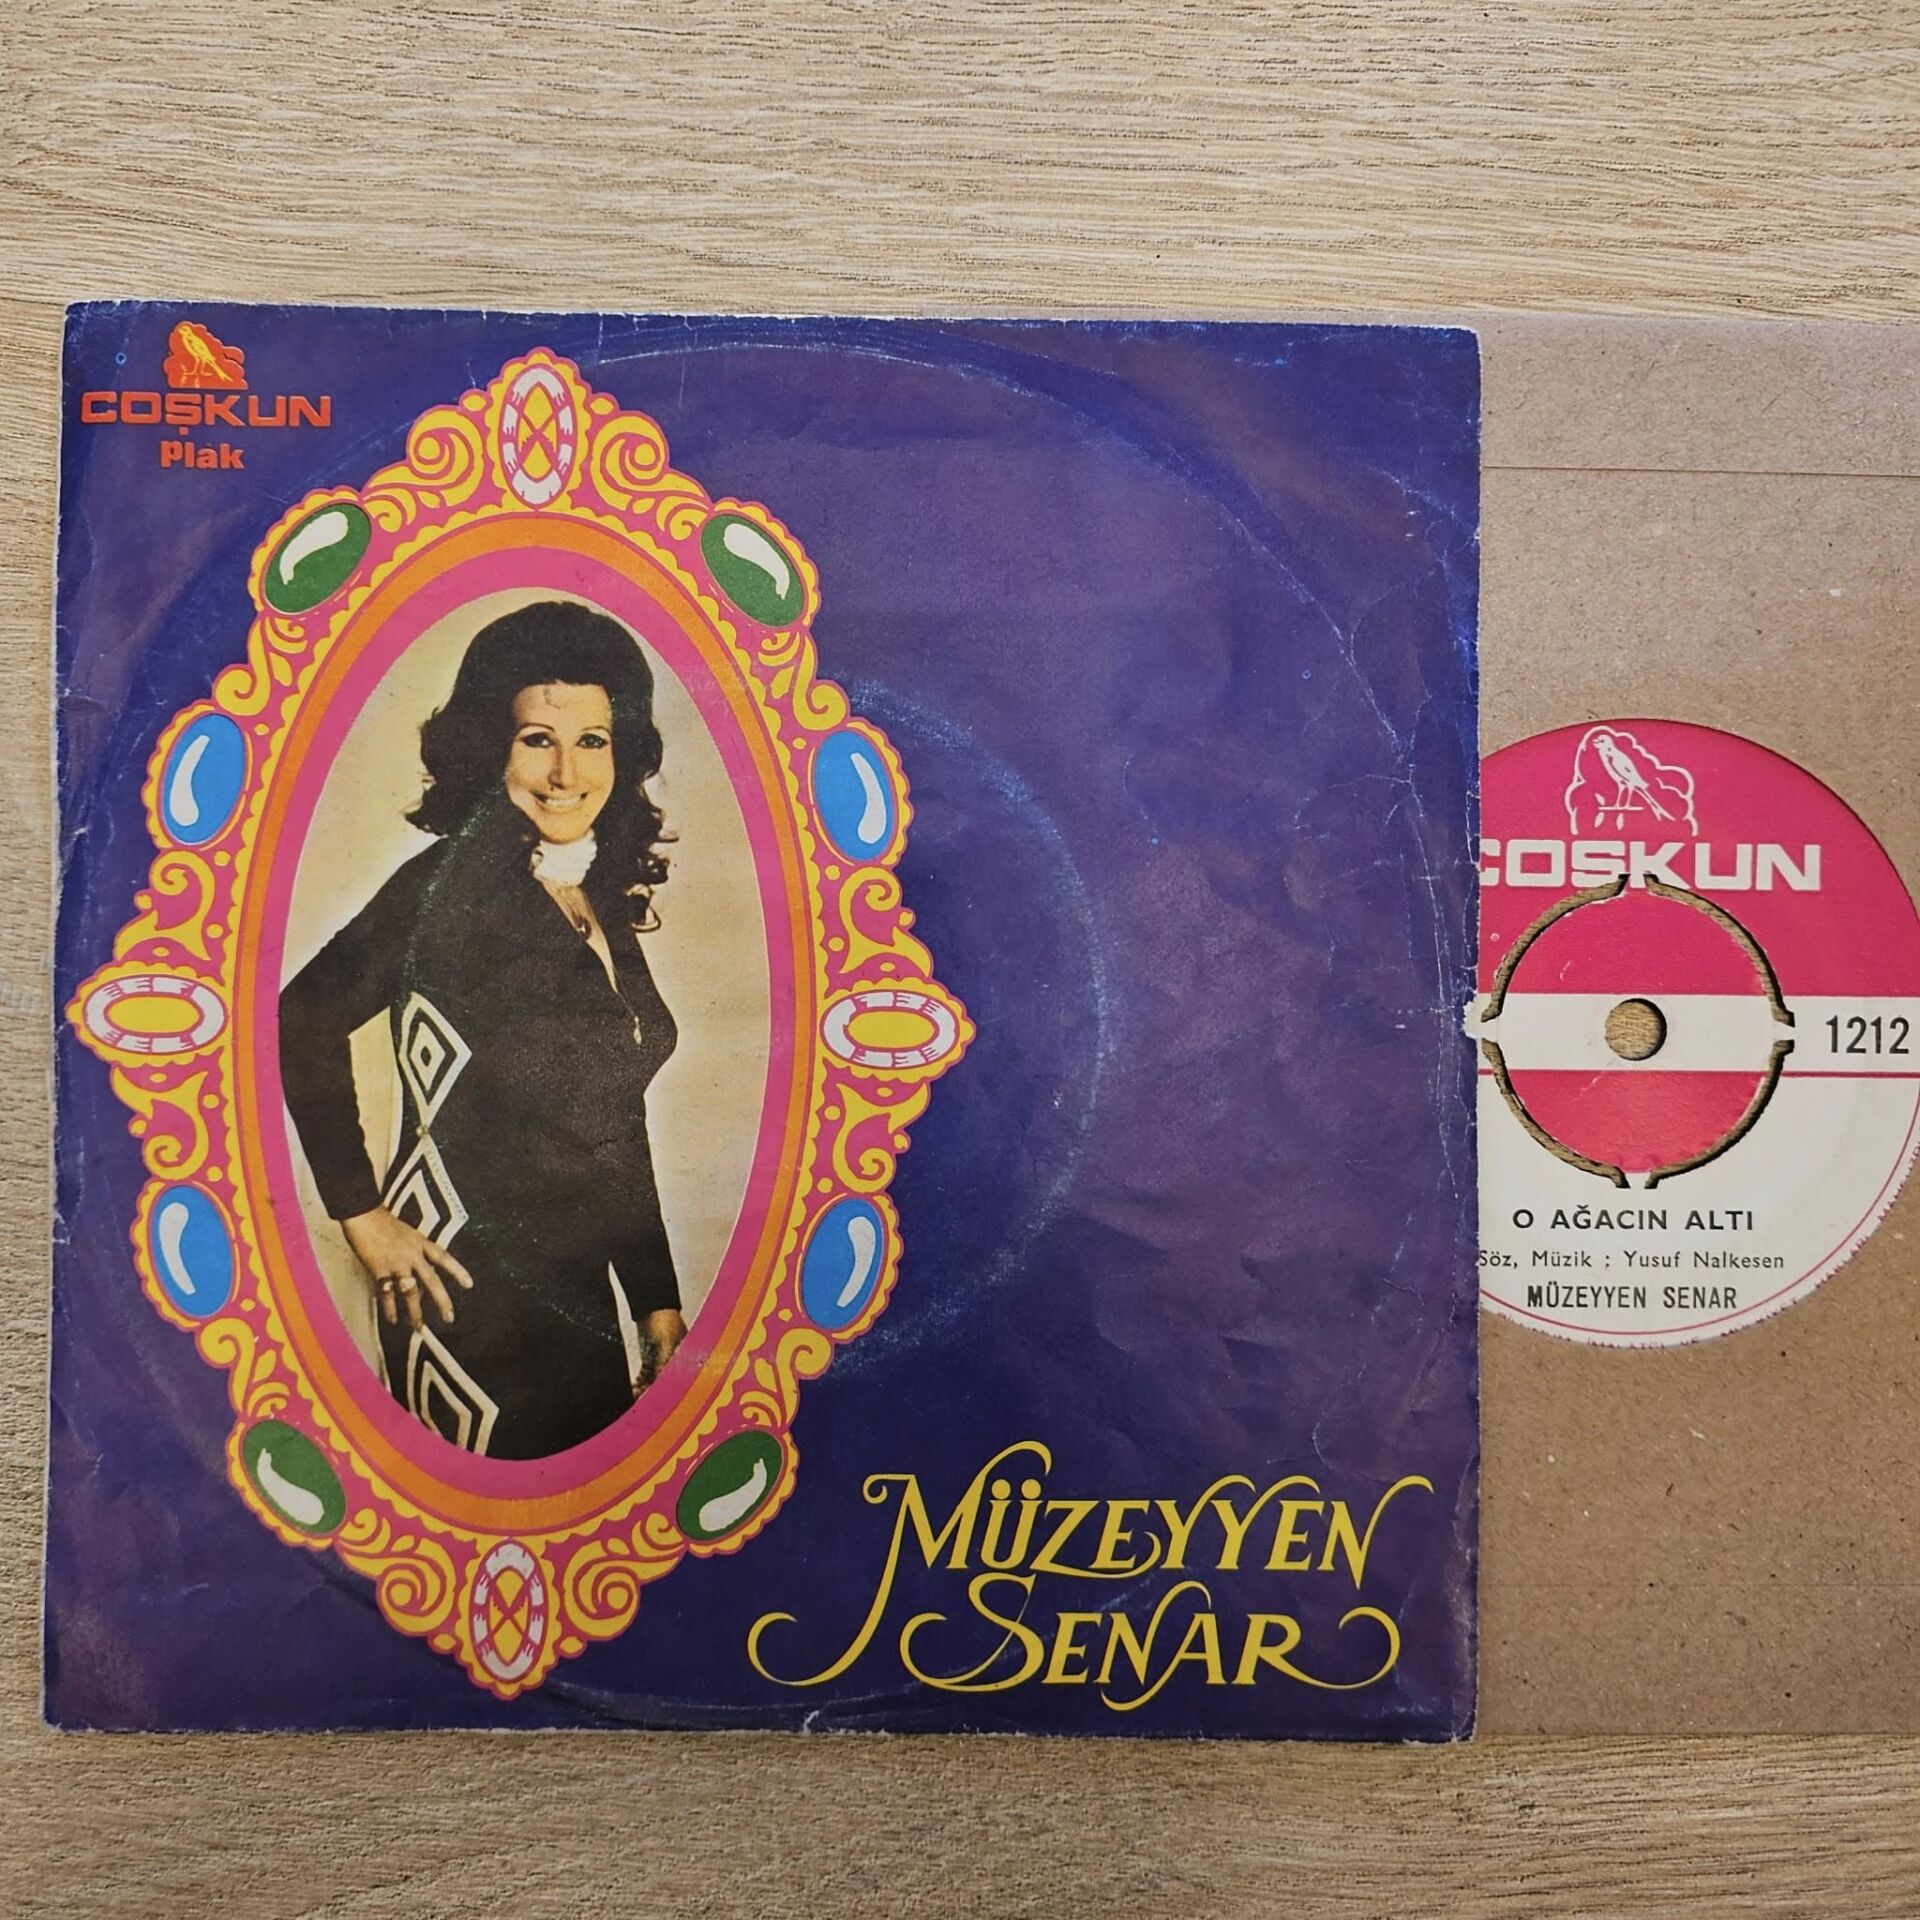 COŞKUN
Plak
MÜZEYYEN
SENAR
COŞKUN
1212
O AĞACIN ALTI
Söz, Müzik : Yusuf Nalkesen
MÜZEYYEN SENAR